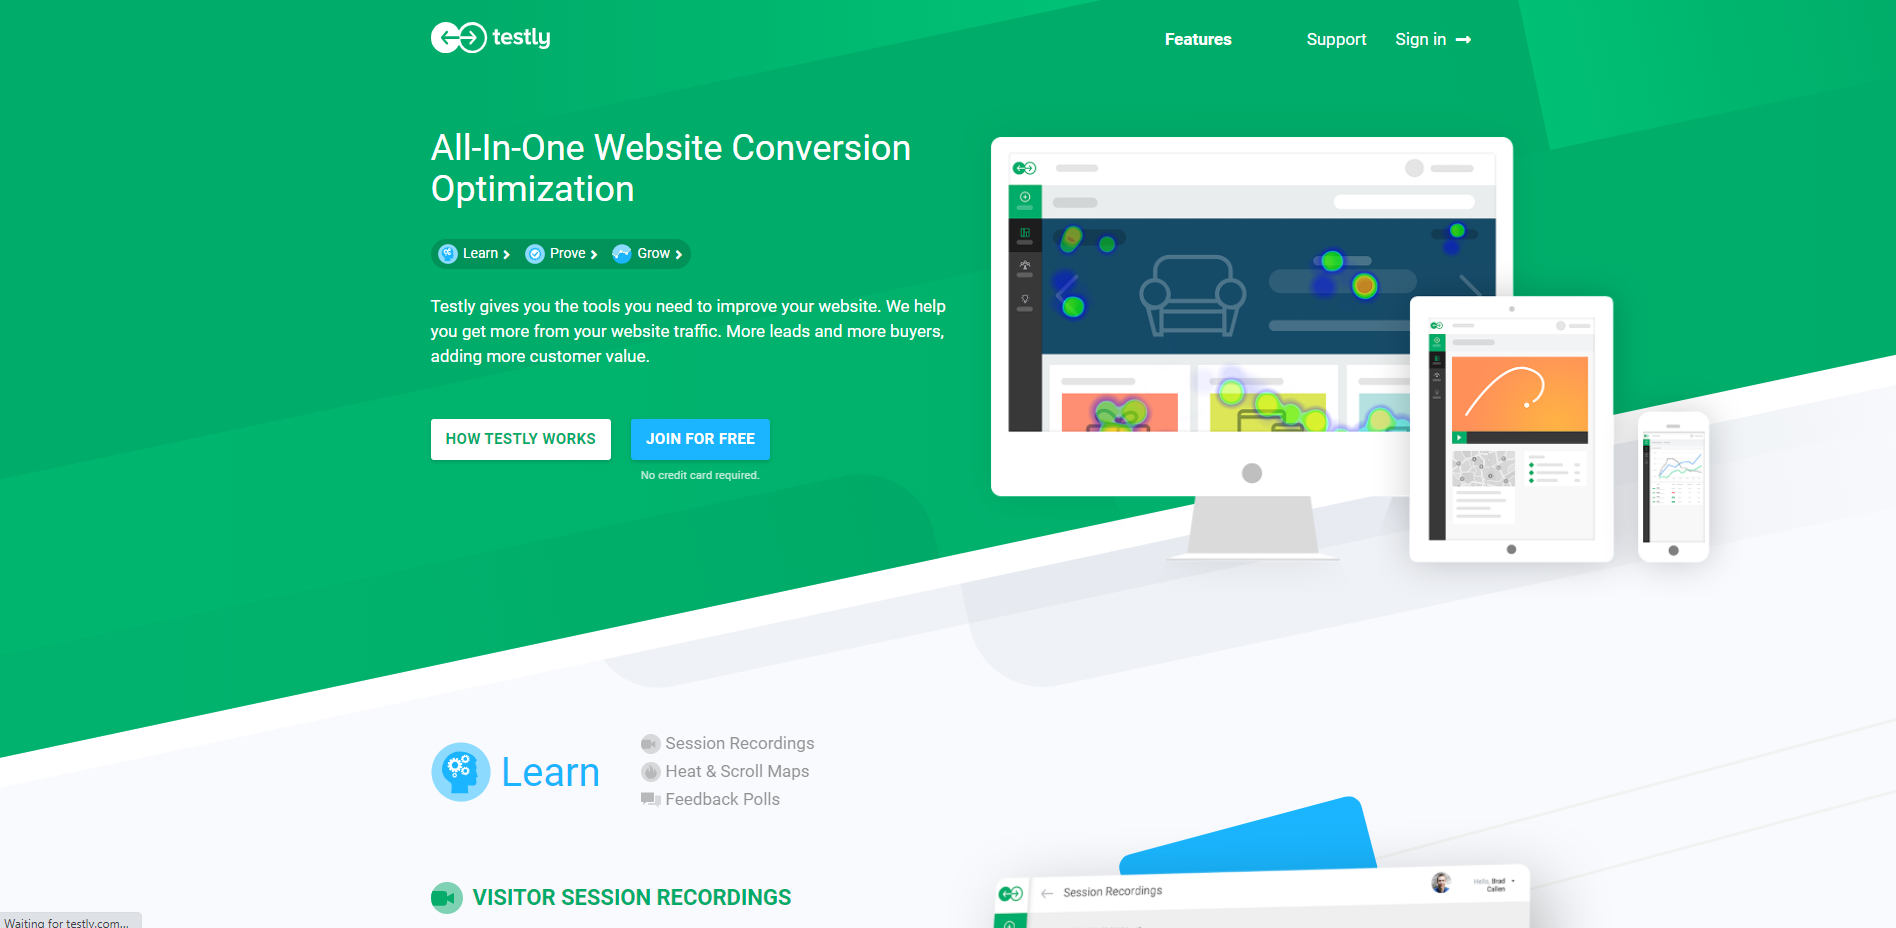 testly
Features
Support
Sign in
All-In-One Website Conversion
Optimization
Learn
Prove
Grow
Testly gives you the tools you need to improve your website. We help
you get more from your website traffic. More leads and more buyers,
adding more customer value.
HOW TESTLY WORKS
JOIN FOR FREE
No credit card required.
Learn
Session Recordings
Heat & Scroll Maps
Feedback Polls
VISITOR SESSION RECORDINGS
Session Recordings
Hello, Brad
Callen
Waiting for testly.com...